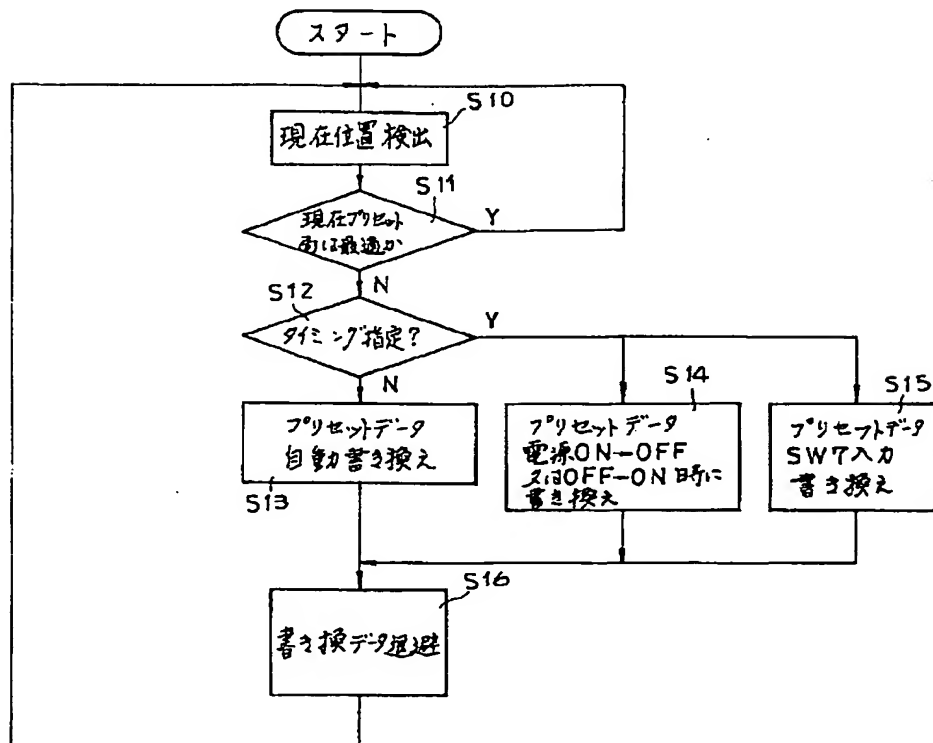 スタート
S10
現在位置検出
S11
現在プリセット
局は最適か
Y
N
S12
タイミング指定?
Y
N
プリセットデータ
自動書き換え
S13
S14
プリセットデータ
電源ON-OFF
又はOFF-ON時に
書き換え
S15
プリセットデータ
SW7入力
書き換え
S16
書き換データ退避